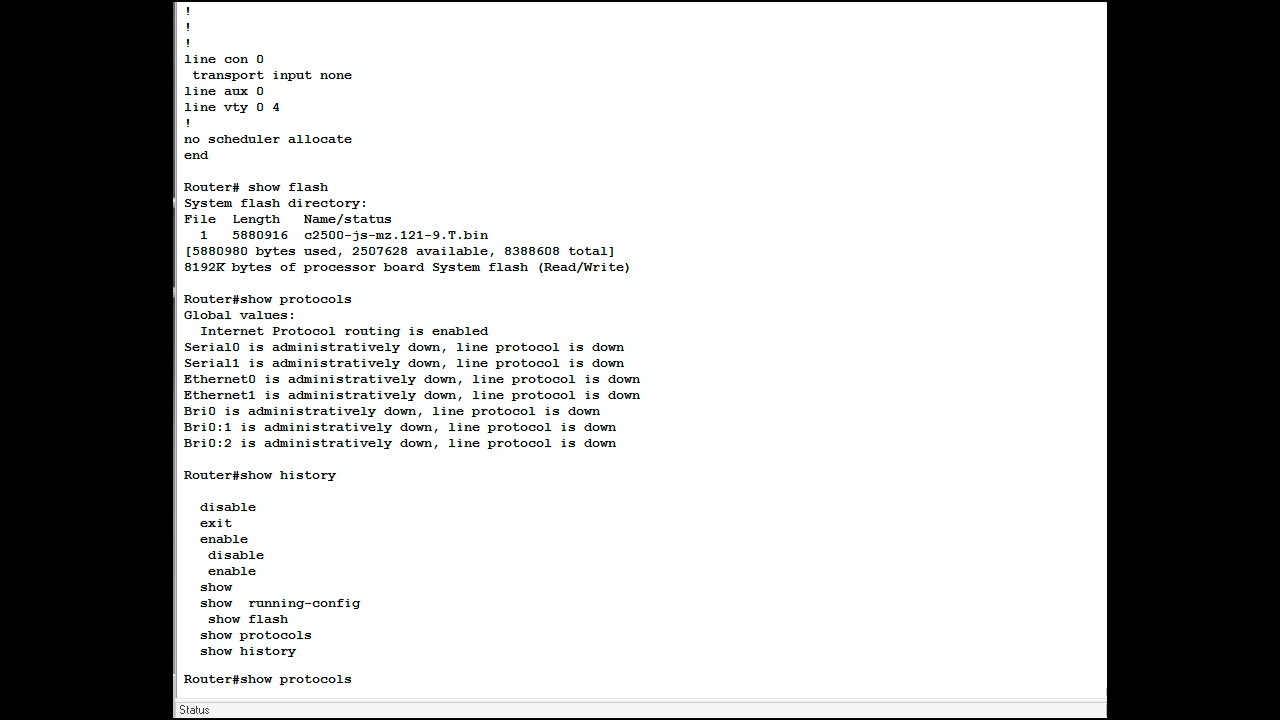 !
!
!
line con 0
 transport input none
line aux 0
line vty 0 4
!
no scheduler allocate
end

Router# show flash
System flash directory:
File  Length   Name/status
  1   5880916  c2500-js-mz.121-9.T.bin
[5880980 bytes used, 2507628 available, 8388608 total]
8192K bytes of processor board System flash (Read/Write)

Router#show protocols
Global values:
  Internet Protocol routing is enabled
Serial0 is administratively down, line protocol is down
Serial1 is administratively down, line protocol is down
Ethernet0 is administratively down, line protocol is down
Ethernet1 is administratively down, line protocol is down
Bri0 is administratively down, line protocol is down
Bri0:1 is administratively down, line protocol is down
Bri0:2 is administratively down, line protocol is down

Router#show history

  disable
  exit
  enable
   disable
   enable
  show
  show  running-config
   show flash
  show protocols
  show history

Router#show protocols
Status